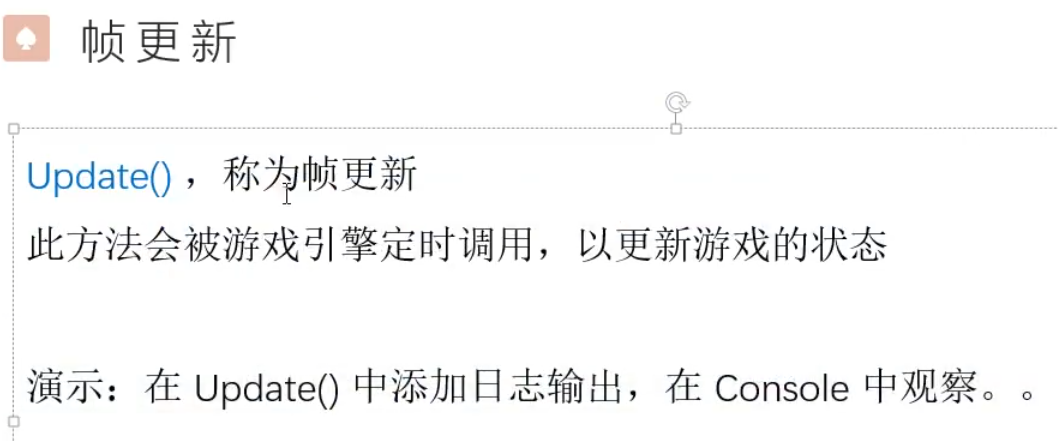 帧更新
Update() ，称为帧更新
此方法会被游戏引擎定时调用，以更新游戏的状态
演示：在 Update() 中添加日志输出，在 Console 中观察。。